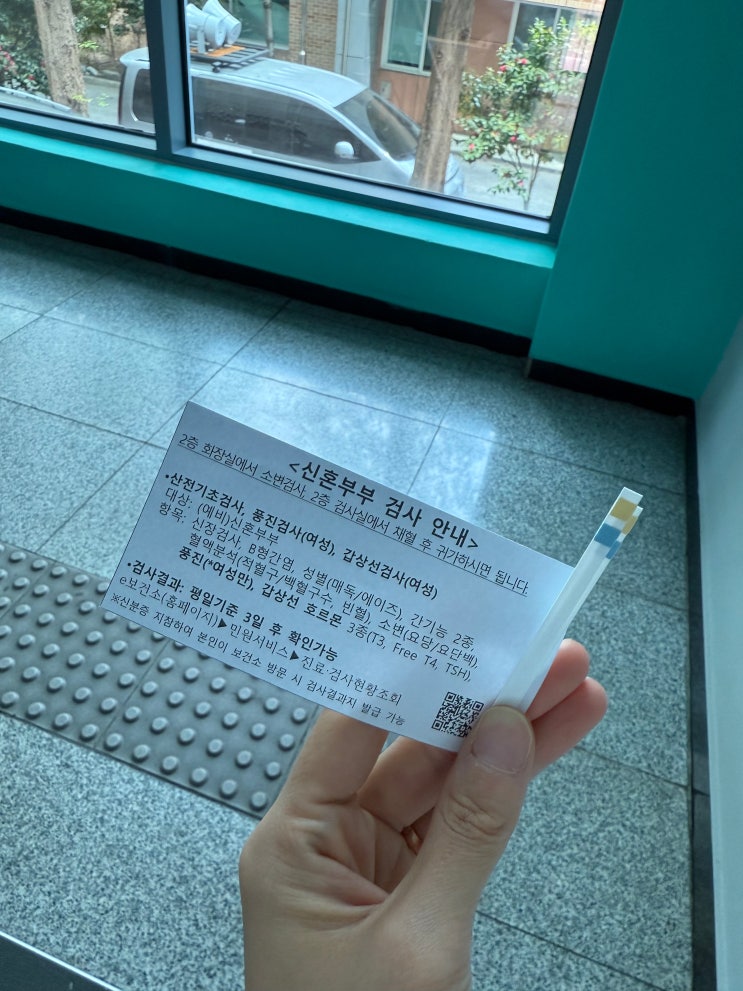 <신혼부부 검사 안내>
2층 화장실에서 소변검사, 2층 검사실에서 채혈 후 귀가하시면 됩니다.
•산전기초검사, 풍진검사(여성), 갑상선검사(여성)
대상: (예비)신혼부부
항목: 신장검사, B형간염, 성별(매독/에이즈), 간기능 2종,
혈액분석(적혈구/백혈구수, 빈혈), 소변(요당/요단백),
풍진(*여성만), 갑상선 호르몬 3종(T3, Free T4, TSH)
•검사결과: 평일기준 3일 후 확인가능
e보건소(홈페이지)▶민원서비스▶진료·검사현황조회
※신분증 지참하여 본인이 보건소 방문 시 검사결과지 발급 가능